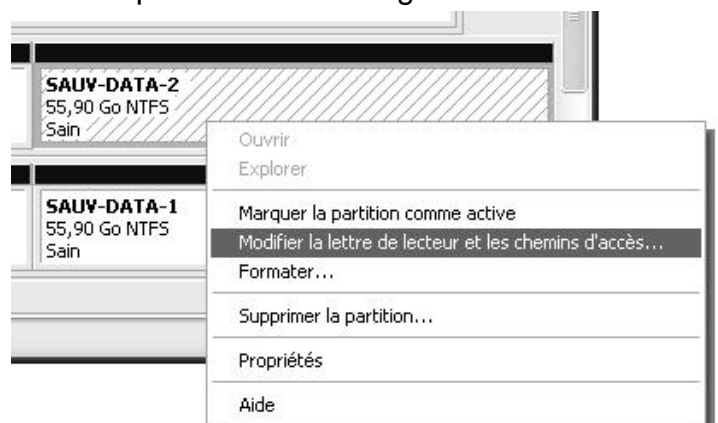 SAUV-DATA-2
55,90 Go NTFS
Sain
Ouvrir
Explorer
SAUV-DATA-1
55,90 Go NTFS
Sain
Marquer la partition comme active
Modifier la lettre de lecteur et les chemins d'accès...
Formater...
Supprimer la partition...
Propriétés
Aide